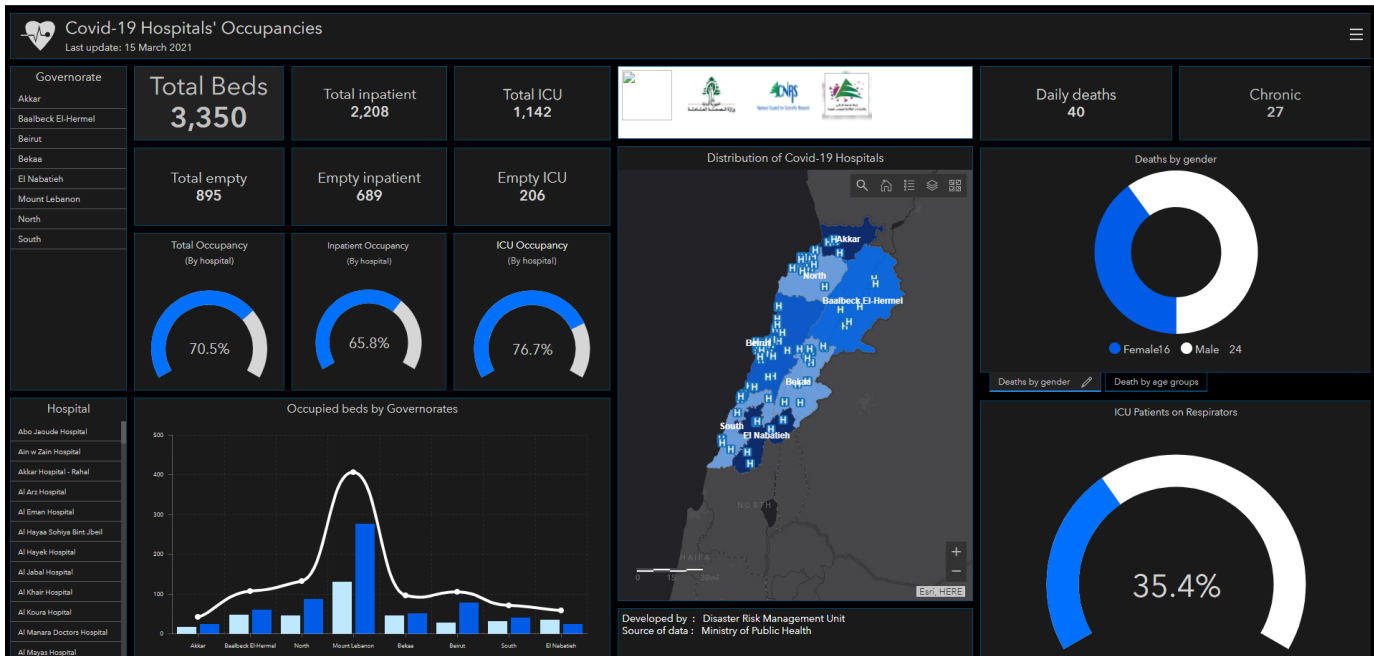 Covid-19 Hospitals' Occupancies
Last update: 15 March 2021
Governorate
Akkar
Baalbeck El-Hermel
Beirut
Bekaa
El Nabatieh
Mount Lebanon
North
South
Total Beds
3,350
Total inpatient
2,208
Total ICU
1,142
Total empty
895
Empty inpatient
689
Empty ICU
206
Total Occupancy
(By hospital)
70.5%
Inpatient Occupancy
(By hospital)
65.8%
ICU Occupancy
(By hospital)
76.7%
CNRS
Daily deaths
40
Chronic
27
Distribution of Covid-19 Hospitals
Akkar
North
Baalbeck El-Hermel
Beirut
Bekaa
South
El Nabatieh
NORTH
HAIFA
0 15 30mi
Esri, HERE
Deaths by gender
Female16 Male 24
Deaths by gender
Death by age groups
ICU Patients on Respirators
35.4%
Hospital
Abo Jaoude Hospital
Ain w Zain Hospital
Akkar Hospital - Rahal
Al Arz Hospital
Al Eman Hospital
Al Hayaa Sohiya Bint Jbeil
Al Hayek Hospital
Al Jabal Hospital
Al Khair Hospital
Al Koura Hopital
Al Manara Doctors Hospital
Al Mayas Hospital
Occupied beds by Governorates
500
400
300
200
100
0
Akkar Baalbeck El-Hermel North Mount Lebanon Bekaa Beirut South El Nabatieh
Developed by : Disaster Risk Management Unit
Source of data : Ministry of Public Health